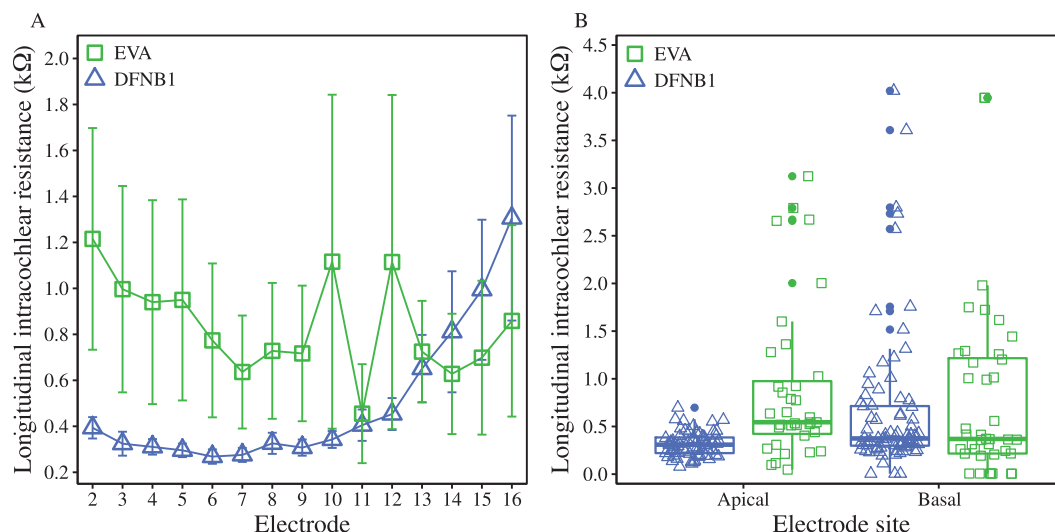 A
Longitudinal intracochlear resistance (kΩ)
2.0
1.8
1.6
1.4
1.2
1.0
0.8
0.6
0.4
0.2
EVA
DFNB1
2 3 4 5 6 7 8 9 10 11 12 13 14 15 16
Electrode
B
Longitudinal intracochlear resistance (kΩ)
4.5
4.0
3.5
3.0
2.5
2.0
1.5
1.0
0.5
0.0
EVA
DFNB1
Apical Basal
Electrode site